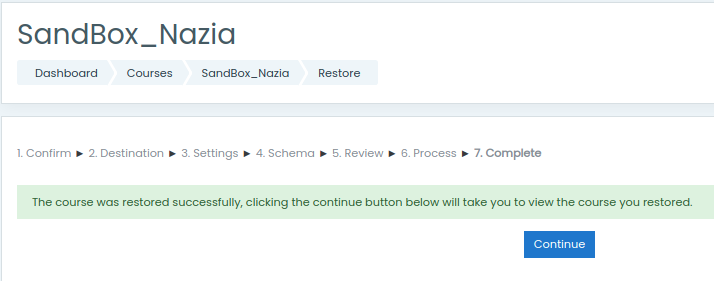 SandBox_Nazia
Dashboard Courses SandBox_Nazia Restore
1. Confirm ► 2. Destination ► 3. Settings ► 4. Schema ► 5. Review ► 6. Process ► 7. Complete
The course was restored successfully, clicking the continue button below will take you to view the course you restored.
Continue